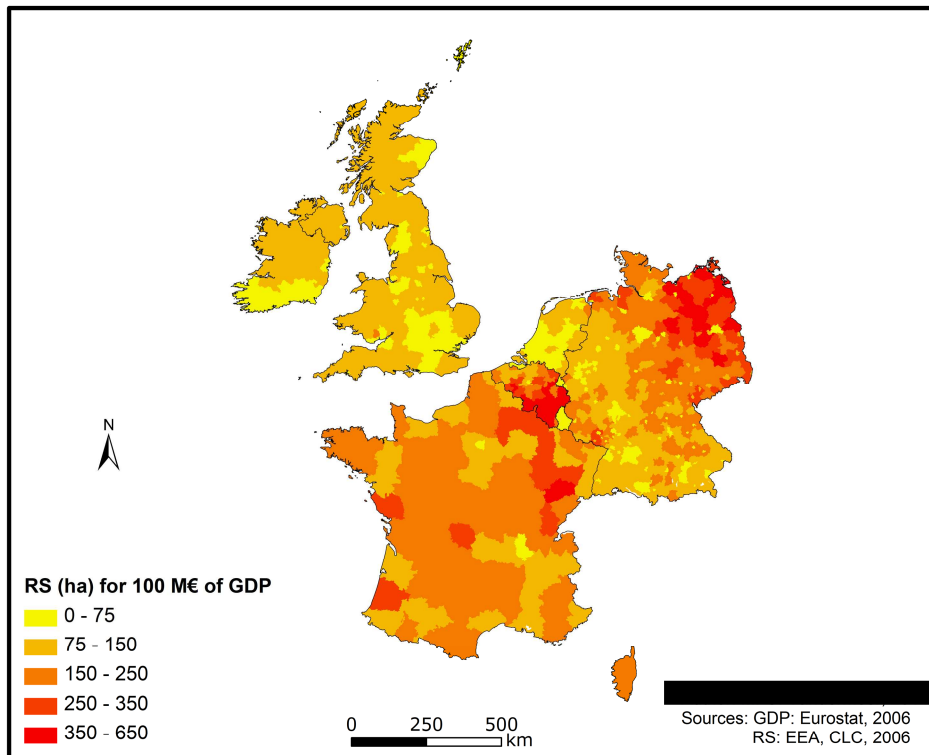 N
RS (ha) for 100 M€ of GDP
0 - 75
75 - 150
150 - 250
250 - 350
350 - 650
0 250 500
km
Sources: GDP: Eurostat, 2006
RS: EEA, CLC, 2006